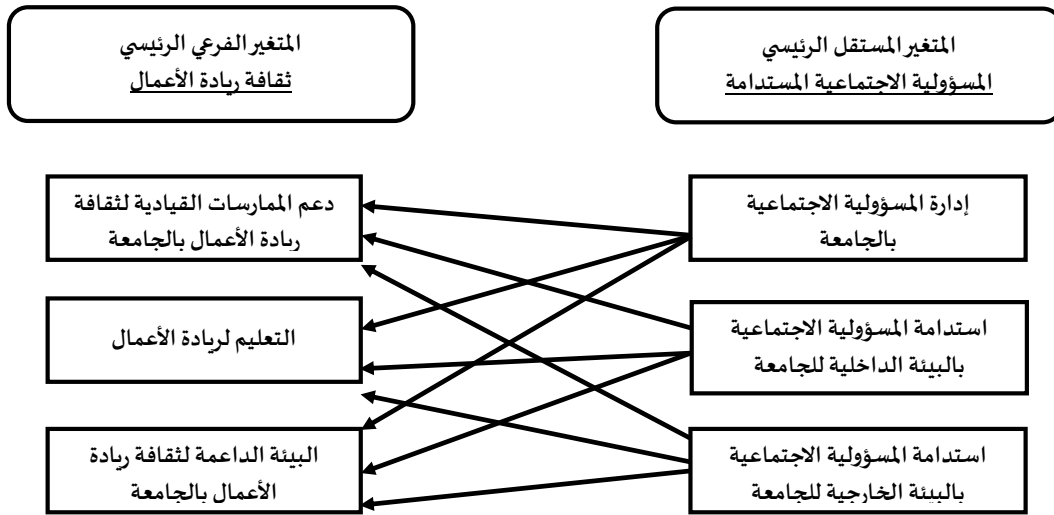 المتغير المستقل الرئيسي
المسؤولية الاجتماعية المستدامة
المتغير الفرعي الرئيسي
ثقافة ريادة الأعمال
إدارة المسؤولية الاجتماعية
بالجامعة
دعم الممارسات القيادية لثقافة
ريادة الأعمال بالجامعة
استدامة المسؤولية الاجتماعية
بالبيئة الداخلية للجامعة
التعليم لريادة الأعمال
استدامة المسؤولية الاجتماعية
بالبيئة الخارجية للجامعة
البيئة الداعمة لثقافة ريادة
الأعمال بالجامعة